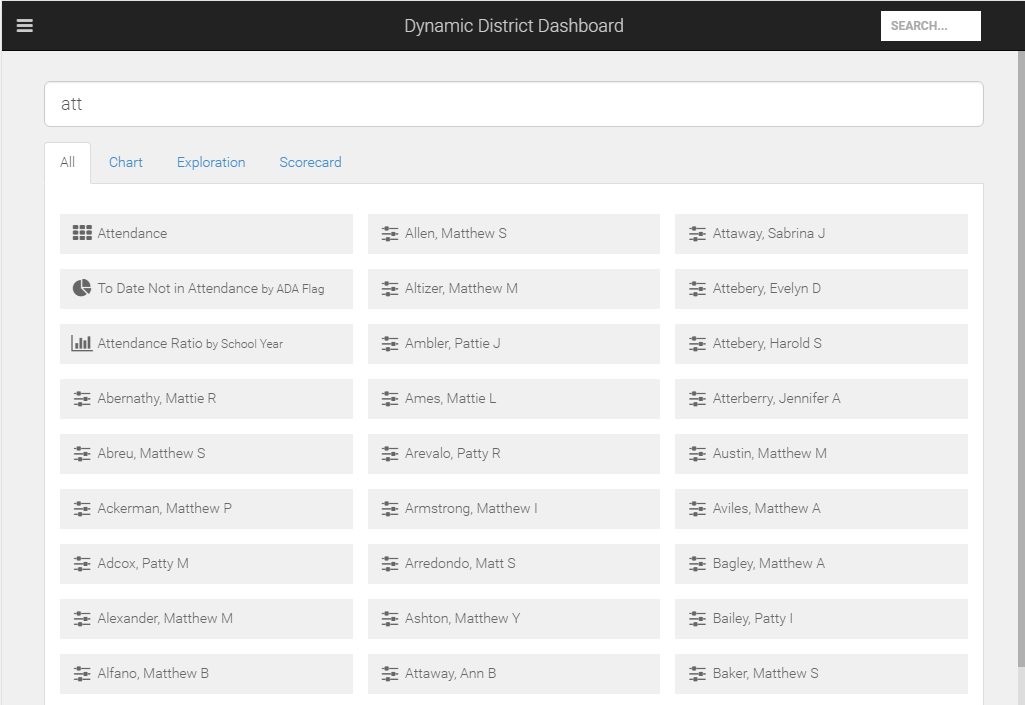 Dynamic District Dashboard
SEARCH...
att
All
Chart
Exploration
Scorecard
Attendance
Allen, Matthew S
Attaway, Sabrina J
To Date Not in Attendance by ADA Flag
Altizer, Matthew M
Attebery, Evelyn D
Attendance Ratio by School Year
Ambler, Pattie J
Attebery, Harold S
Abernathy, Mattie R
Ames, Mattie L
Atterberry, Jennifer A
Abreu, Matthew S
Arevalo, Patty R
Austin, Matthew M
Ackerman, Matthew P
Armstrong, Matthew I
Aviles, Matthew A
Adcox, Patty M
Arredondo, Matt S
Bagley, Matthew A
Alexander, Matthew M
Ashton, Matthew Y
Bailey, Patty I
Alfano, Matthew B
Attaway, Ann B
Baker, Matthew S